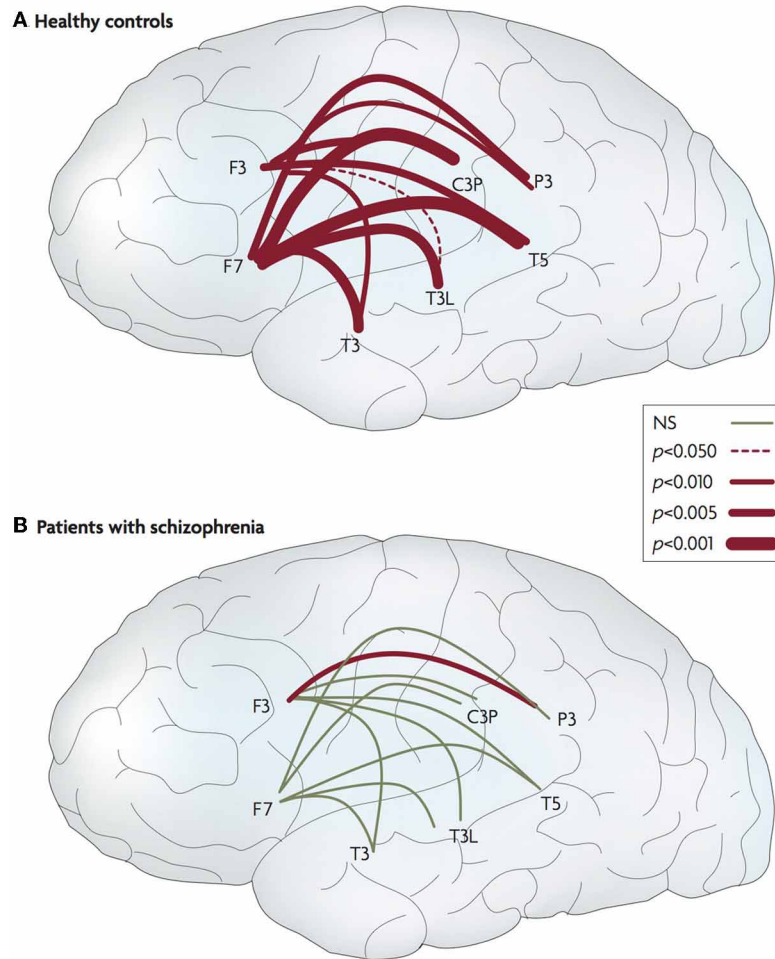 A Healthy controls
F3
C3P
P3
F7
T5
T3L
T3
NS
p<0.050
p<0.010
p<0.005
p<0.001
B Patients with schizophrenia
F3
C3P
P3
F7
T5
T3L
T3